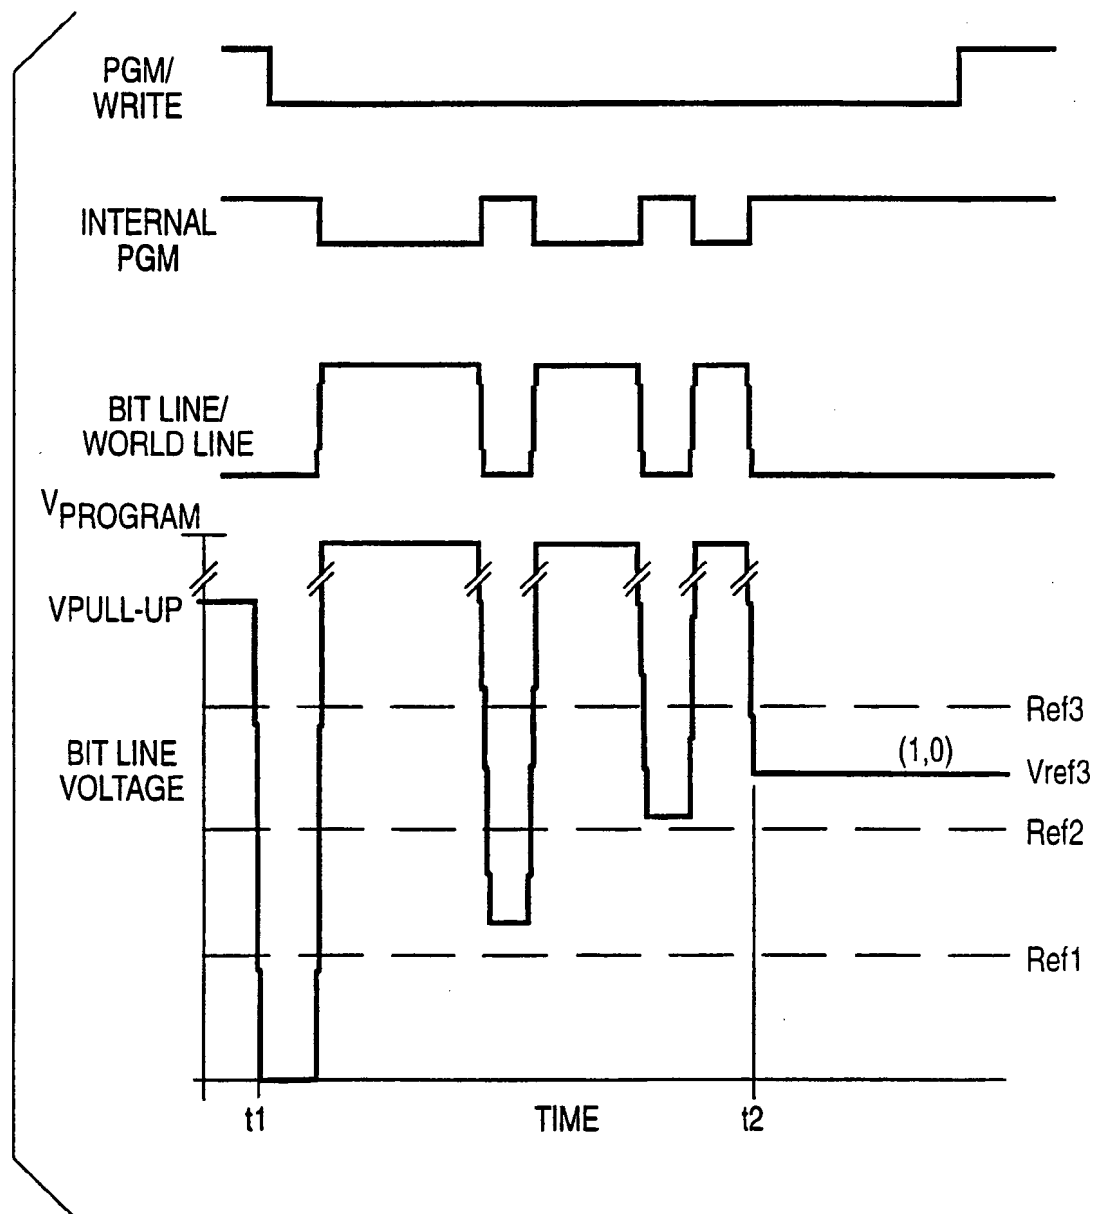 PGM/
WRITE
INTERNAL
PGM
BIT LINE/
WORLD LINE
VPROGRAM
VPULL-UP
Ref3
BIT LINE
VOLTAGE
(1,0)
Vref3
Ref2
Ref1
t1
TIME
t2